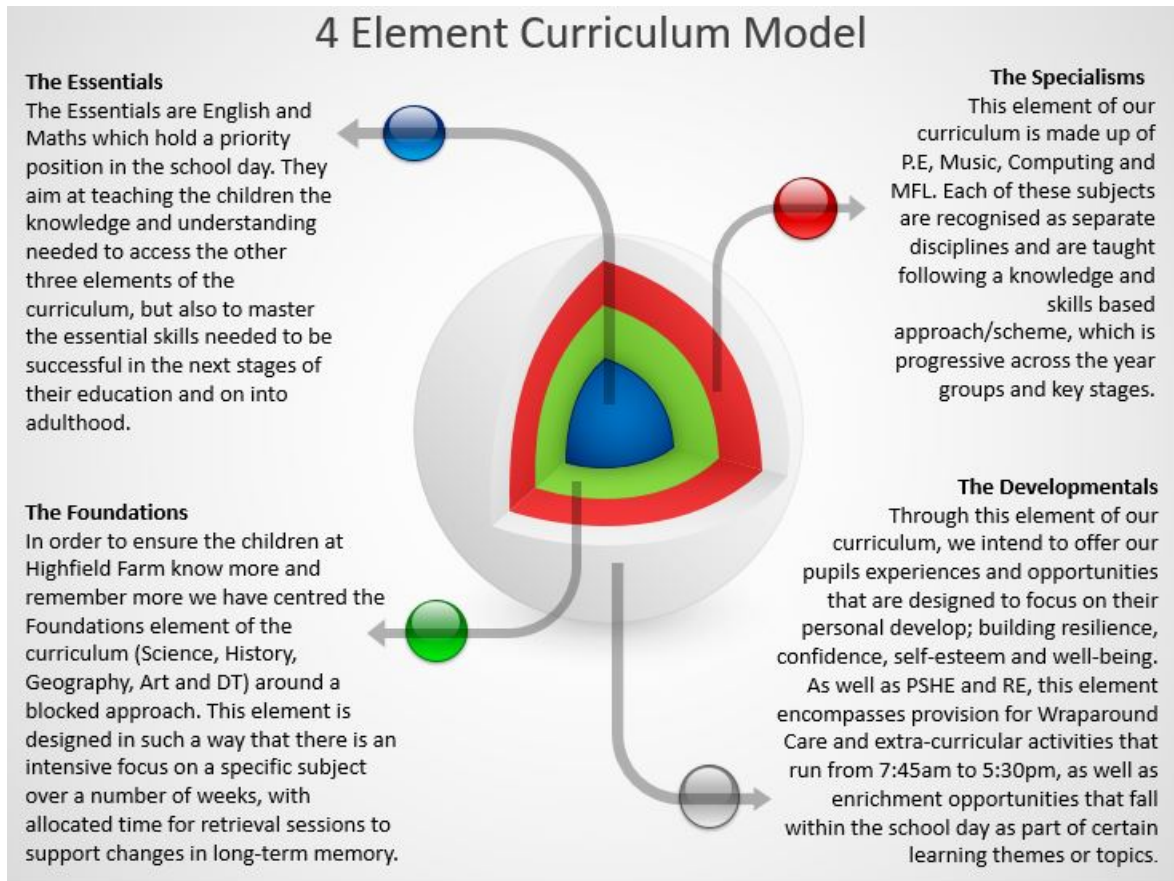 4 Element Curriculum Model
The Essentials
The Essentials are English and
Maths which hold a priority
position in the school day. They
aim at teaching the children the
knowledge and understanding
needed to access the other
three elements of the
curriculum, but also to master
the essential skills needed to be
successful in the next stages of
their education and on into
adulthood.
The Specialisms
This element of our
curriculum is made up of
P.E, Music, Computing and
MFL. Each of these subjects
are recognised as separate
disciplines and are taught
following a knowledge and
skills based
approach/scheme, which is
progressive across the year
groups and key stages.
The Foundations
In order to ensure the children at
Highfield Farm know more and
remember more we have centred the
Foundations element of the
curriculum (Science, History,
Geography, Art and DT) around a
blocked approach. This element is
designed in such a way that there is an
intensive focus on a specific subject
over a number of weeks, with
allocated time for retrieval sessions to
support changes in long-term memory.
The Developmentals
Through this element of our
curriculum, we intend to offer our
pupils experiences and opportunities
that are designed to focus on their
personal develop; building resilience,
confidence, self-esteem and well-being.
As well as PSHE and RE, this element
encompasses provision for Wraparound
Care and extra-curricular activities that
run from 7:45am to 5:30pm, as well as
enrichment opportunities that fall
within the school day as part of certain
learning themes or topics.